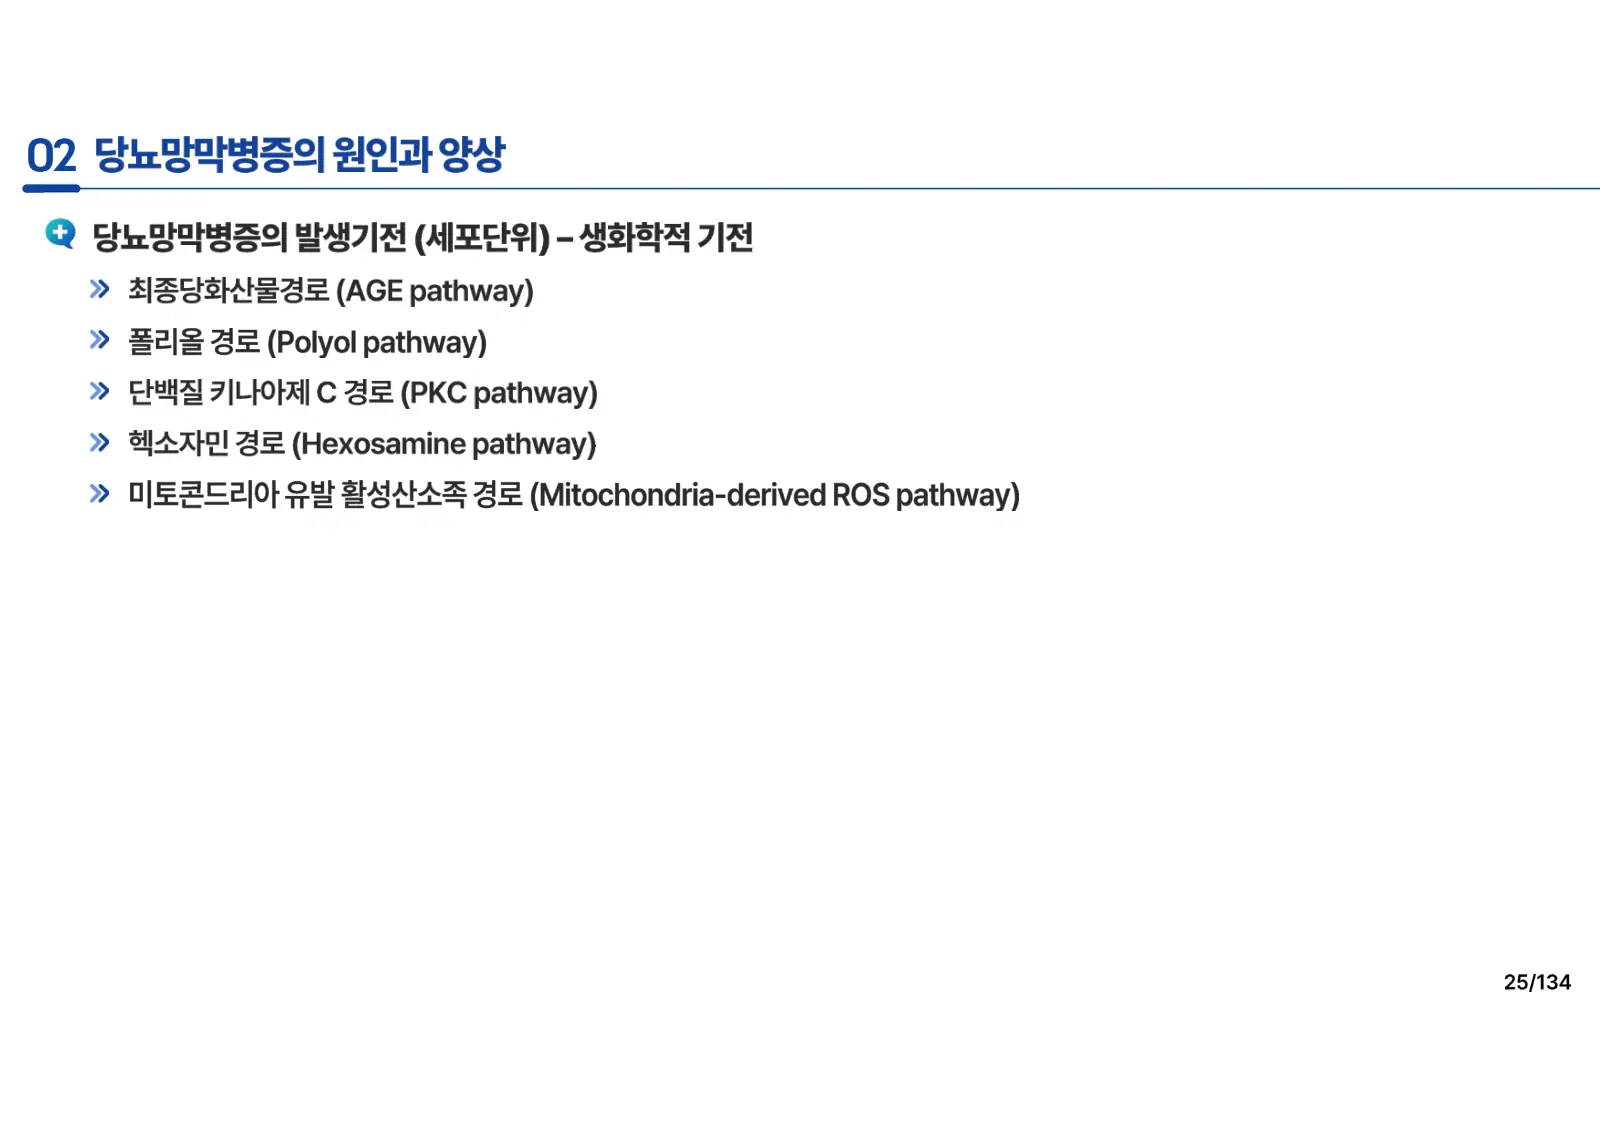 02 당뇨망막병증의 원인과 양상
당뇨망막병증의 발생기전 (세포단위) – 생화학적 기전
최종당화산물경로 (AGE pathway)
폴리올 경로 (Polyol pathway)
단백질 키나아제 C 경로 (PKC pathway)
헥소자민 경로 (Hexosamine pathway)
미토콘드리아 유발 활성산소족 경로 (Mitochondria-derived ROS pathway)
25/134